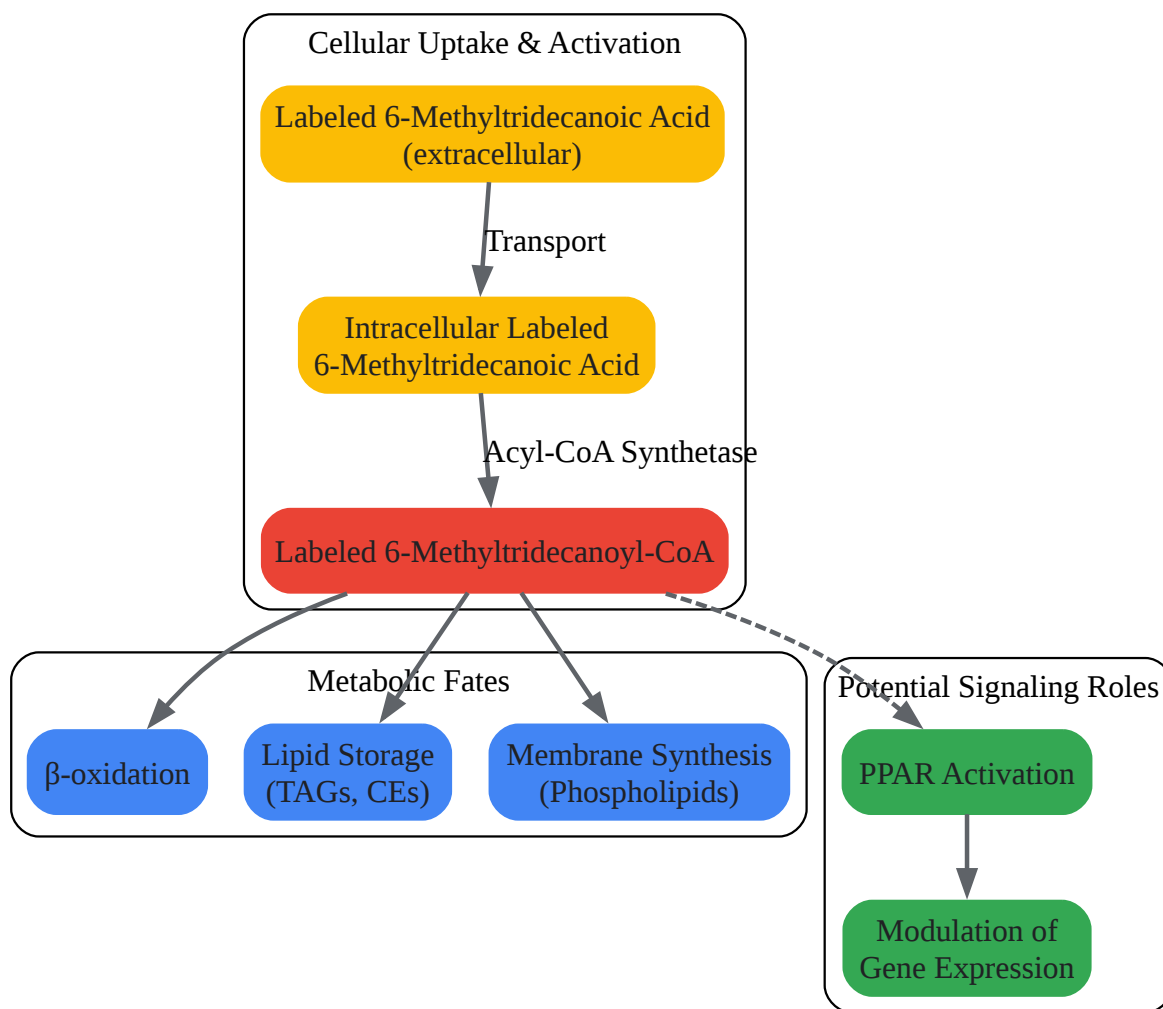 Cellular Uptake & Activation
Labeled 6-Methyltridecanoic Acid
(extracellular)
Transport
Intracellular Labeled
6-Methyltridecanoic Acid
Acyl-CoA Synthetase
Labeled 6-Methyltridecanoyl-CoA
Metabolic Fates
β-oxidation
Lipid Storage
(TAGs, CEs)
Membrane Synthesis
(Phospholipids)
Potential Signaling Roles
PPAR Activation
Modulation of
Gene Expression